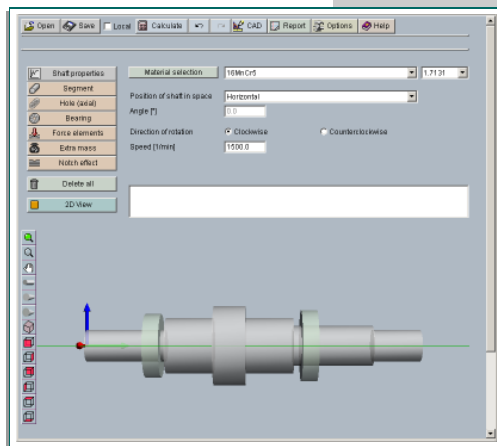 Open Save Local Calculate CAD Report Options Help
Shaft properties Material selection 16MnCr5 1.7131
Segment
Position of shaft in space Horizontal
Hole (axial)
Angle [°] 0.0
Bearing
Force elements Direction of rotation Clockwise Counterclockwise
Extra mass Speed [1/min] 1500.0
Notch effect
Delete all
2D View